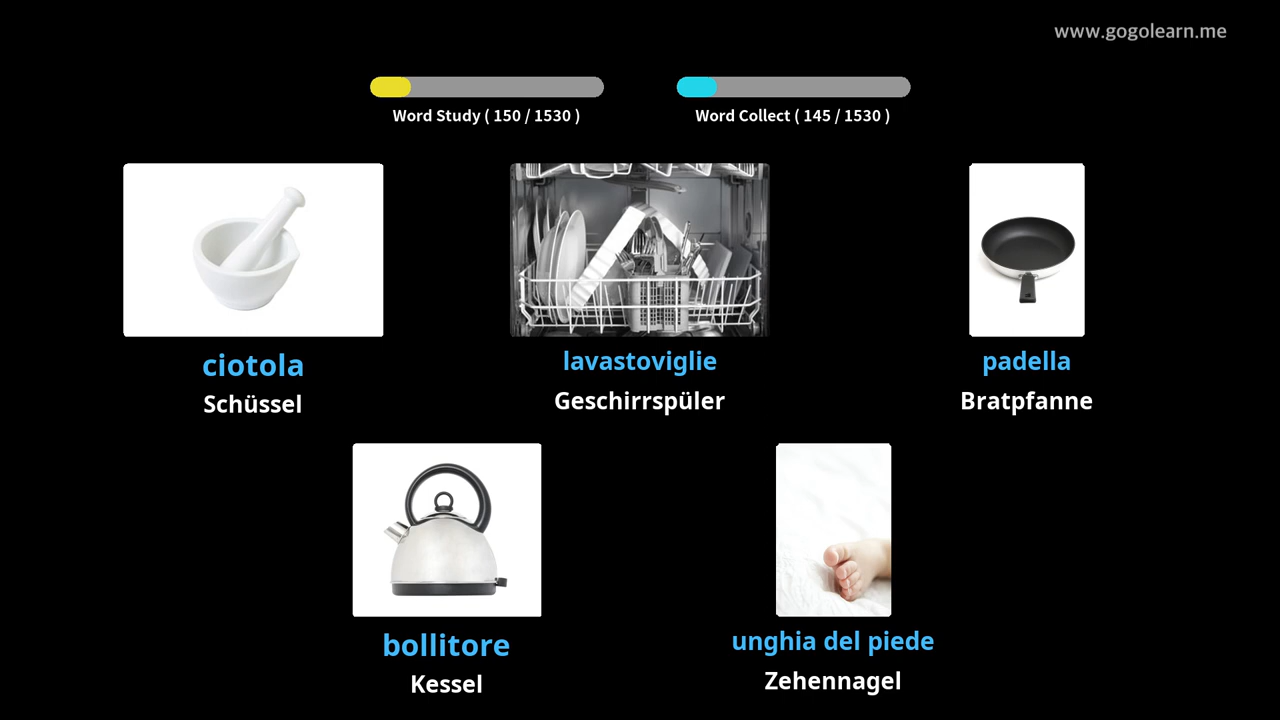 www.gogolearn.me
Word Study ( 150 / 1530 )
Word Collect ( 145 / 1530 )
ciotola
Schüssel
lavastoviglie
Geschirrspüler
padella
Bratpfanne
bollitore
Kessel
unghia del piede
Zehennagel